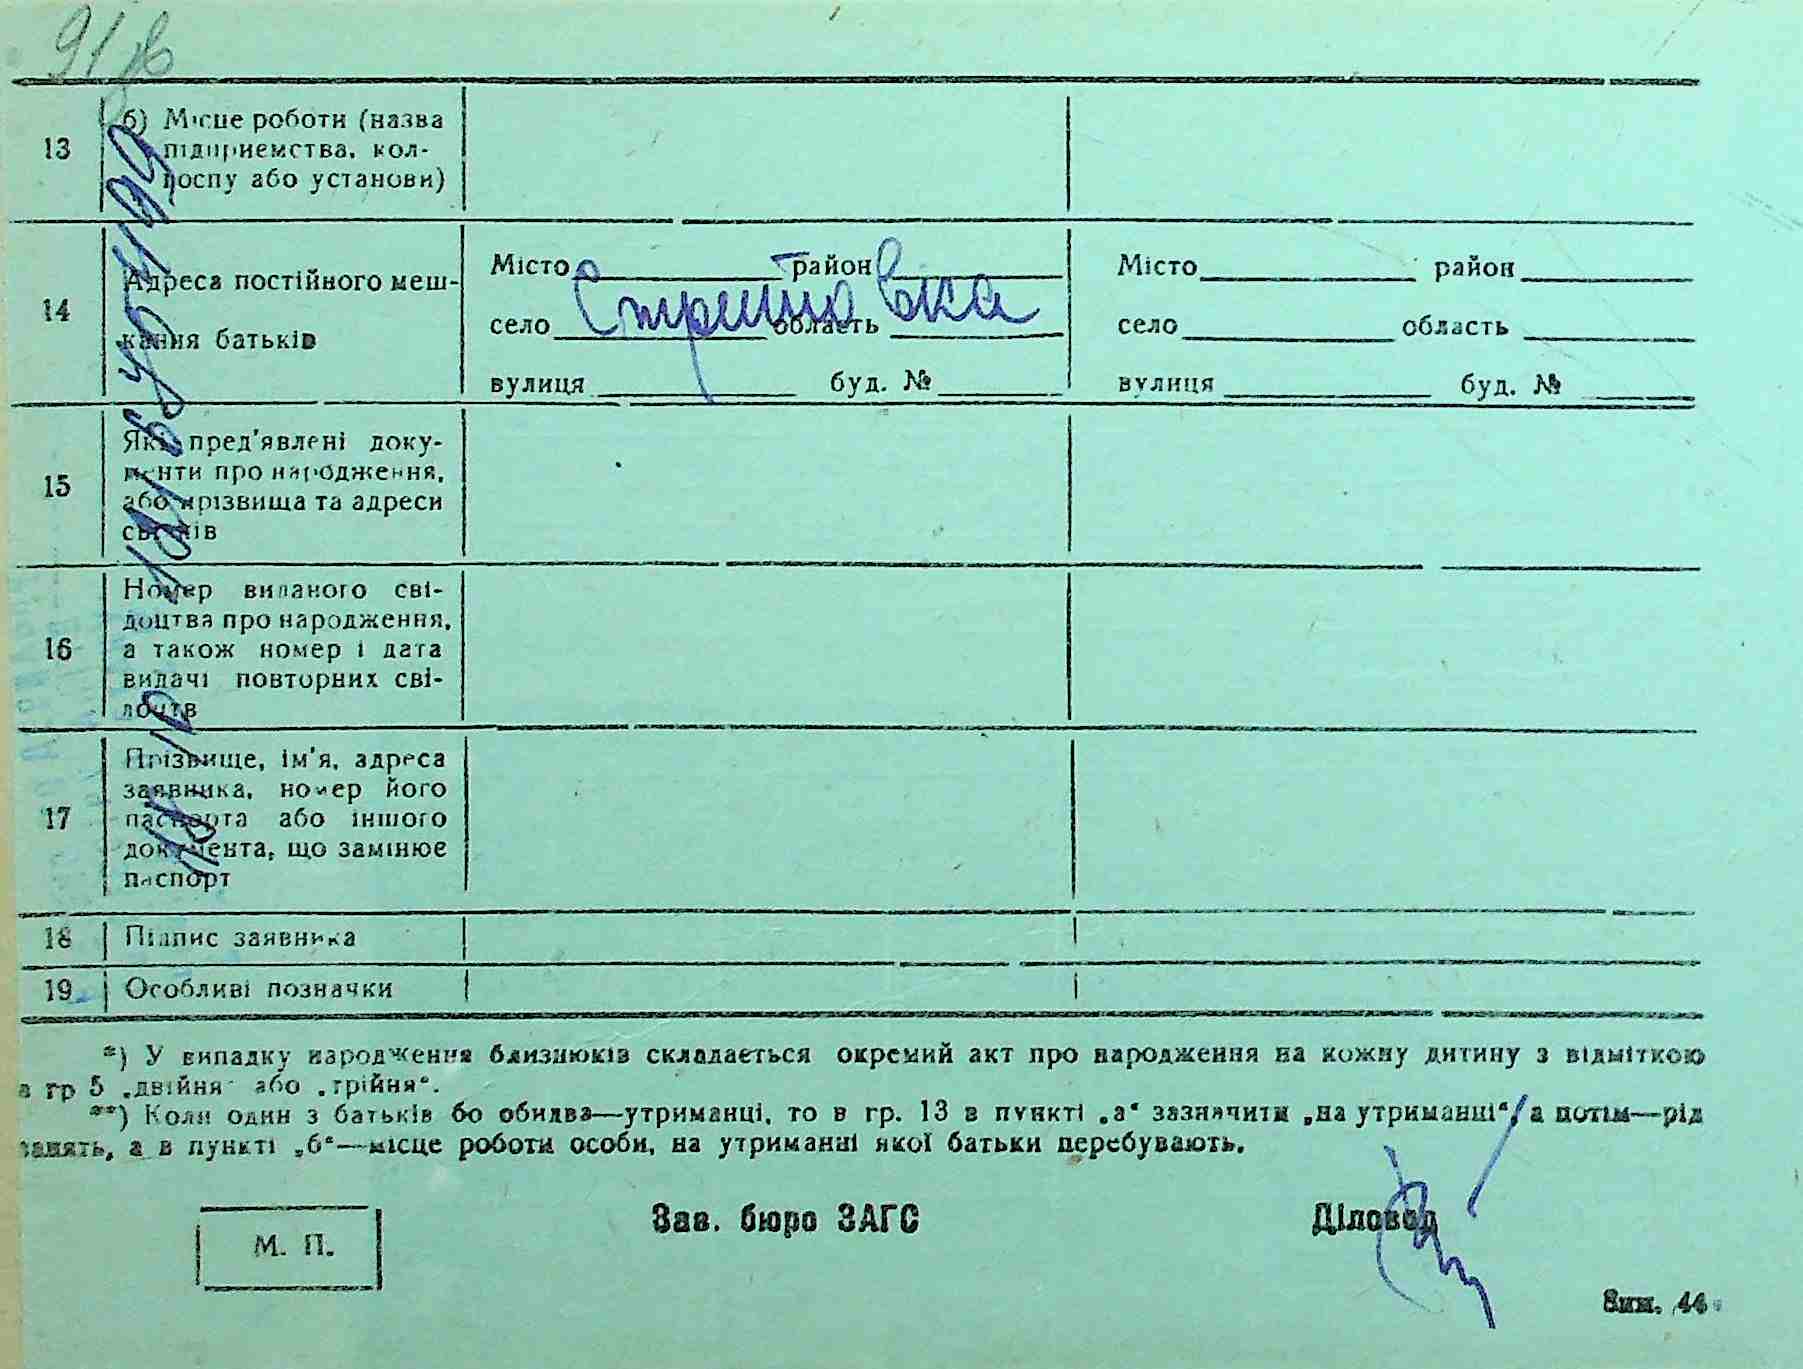 13
б) Місце роботи (назва
підприємства, кол-
госпу або установи)
14
Адреса постійного меш-
кання батьків
Місто район
село область
вулиця буд. №
Місто район
село область
вулиця буд. №
15
Які пред'явлені доку-
менти про народження,
або прізвища та адреси
свідків
16
Номер виданого сві-
доцтва про народження,
а також номер і дата
видачі повторних сві-
доцтв
17
Прізвище, ім'я, адреса
заявника, номер його
паспорта або іншого
документа, що замінює
паспорт
18 Підпис заявника
19 Особливі позначки
*) У випадку народження близнюків складається окремий акт про народження на кожну дитину з відміткою
в гр 5 „двійня" або „трійня".
**) Коли один з батьків бо обидва—утриманці, то в гр. 13 в пункті „а" зазначити „на утриманні", а потім—рід
занять, а в пункті „б"—місце роботи особи, на утриманні якої батьки перебувають.
М. П.
Зав. бюро ЗАГС
Діловод
Зам. 44